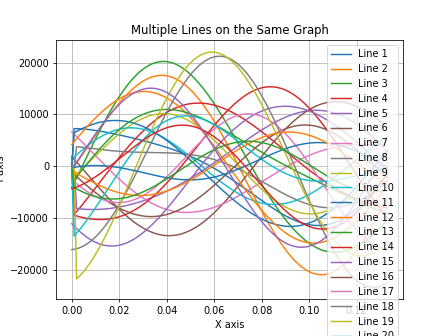 Multiple Lines on the Same Graph
20000
10000
0
−10000
−20000
axis
0.00
0.02
0.04
0.06
0.08
0.10
X axis
Line 1
Line 2
Line 3
Line 4
Line 5
Line 6
Line 7
Line 8
Line 9
Line 10
Line 11
Line 12
Line 13
Line 14
Line 15
Line 16
Line 17
Line 18
Line 19
Line 20